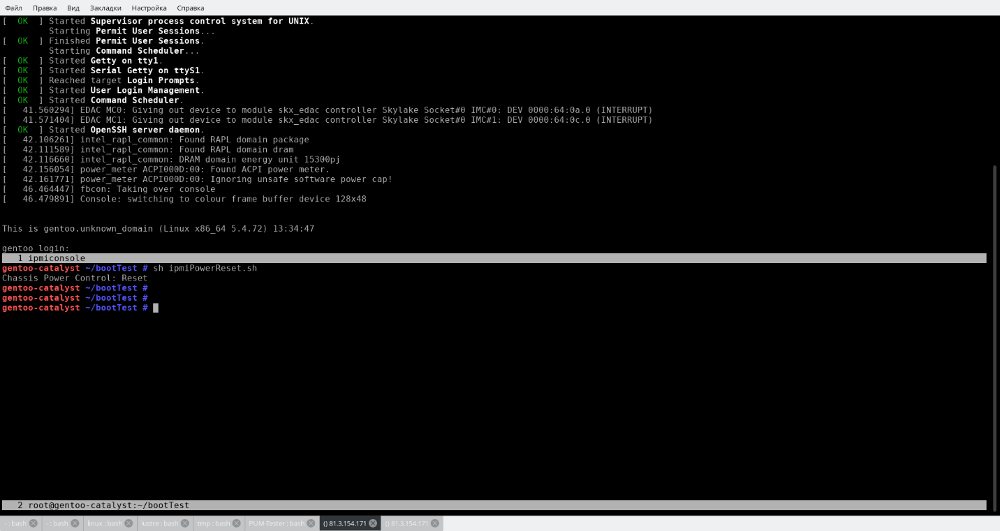 Файл Правка Вид Закладки Настройка Справка
[  OK  ] Started Supervisor process control system for UNIX.
         Starting Permit User Sessions...
[  OK  ] Finished Permit User Sessions.
         Starting Command Scheduler...
[  OK  ] Started Getty on tty1.
[  OK  ] Started Serial Getty on ttyS1.
[  OK  ] Reached target Login Prompts.
[  OK  ] Started User Login Management.
[  OK  ] Started Command Scheduler.
[   41.560294] EDAC MC0: Giving out device to module skx_edac controller Skylake Socket#0 IMC#0: DEV 0000:64:0a.0 (INTERRUPT)
[   41.571404] EDAC MC1: Giving out device to module skx_edac controller Skylake Socket#0 IMC#1: DEV 0000:64:0c.0 (INTERRUPT)
[  OK  ] Started OpenSSH server daemon.
[   42.106261] intel_rapl_common: Found RAPL domain package
[   42.111589] intel_rapl_common: Found RAPL domain dram
[   42.116660] intel_rapl_common: DRAM domain energy unit 15300pj
[   42.156054] power_meter ACPI000D:00: Found ACPI power meter.
[   42.161771] power_meter ACPI000D:00: Ignoring unsafe software power cap!
[   46.464447] fbcon: Taking over console
[   46.479891] Console: switching to colour frame buffer device 128x48
This is gentoo.unknown_domain (Linux x86_64 5.4.72) 13:34:47
gentoo login:
1 ipmiconsole
gentoo-catalyst ~/bootTest # sh ipmiPowerReset.sh
Chassis Power Control: Reset
gentoo-catalyst ~/bootTest #
gentoo-catalyst ~/bootTest #
gentoo-catalyst ~/bootTest #
2 root@gentoo-catalyst:~/bootTest
- : bash - : bash linux : bash lustre : bash tmp : bash PUM-Tester : bash () 81.3.154.171 () 81.3.154.171